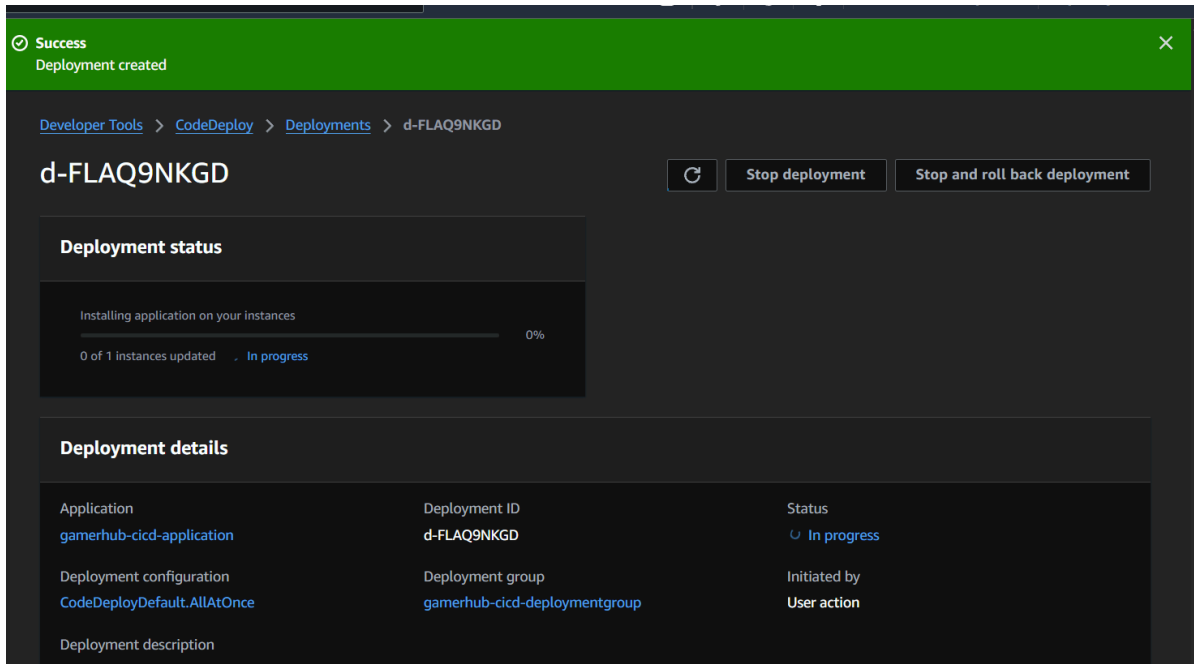 Success
Deployment created
Developer Tools > CodeDeploy > Deployments > d-FLAQ9NKGD
d-FLAQ9NKGD
Stop deployment
Stop and roll back deployment
Deployment status
Installing application on your instances
0%
0 of 1 instances updated In progress
Deployment details
Application Deployment ID Status
gamerhub-cicd-application d-FLAQ9NKGD In progress
Deployment configuration Deployment group Initiated by
CodeDeployDefault.AllAtOnce gamerhub-cicd-deploymentgroup User action
Deployment description